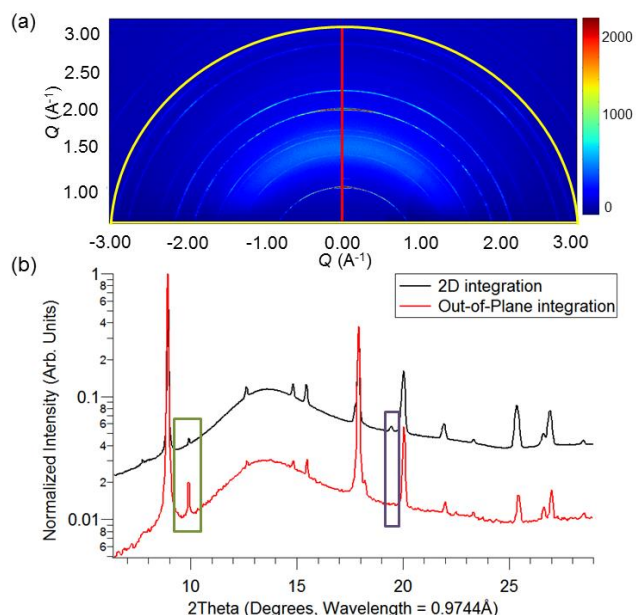 (a)
3.00
2.50
2.00
1.50
1.00
Q (A⁻¹)
-3.00 -2.00 -1.00 0.00 1.00 2.00 3.00
Q (A⁻¹)
2000
1000
0
(b)
2D integration
Out-of-Plane integration
Normalized Intensity (Arb. Units)
1
8
6
4
2
0.1
8
6
4
2
0.01
8
6
10 15 20 25
2Theta (Degrees, Wavelength = 0.9744Å)